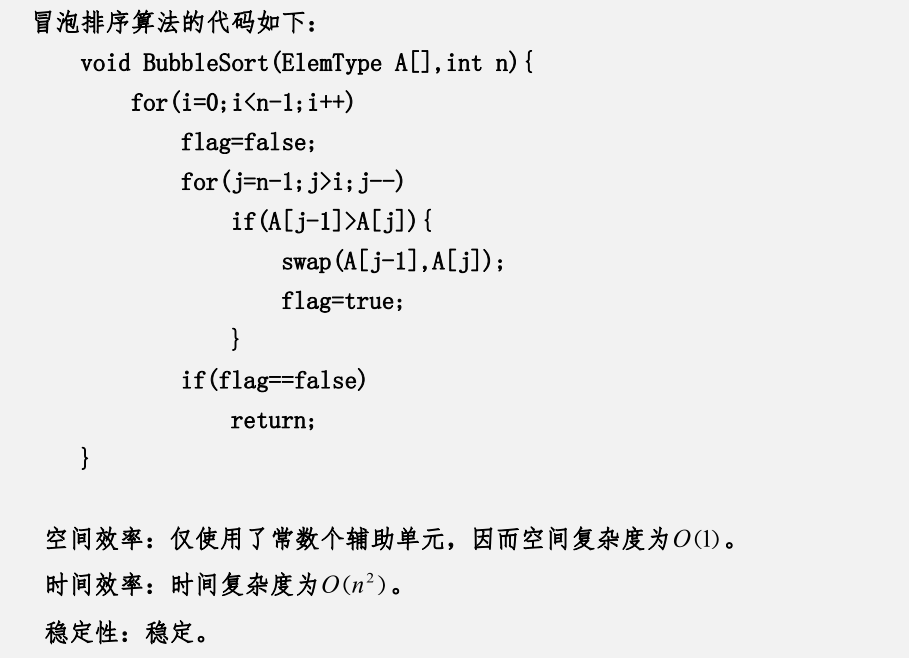 冒泡排序算法的代码如下：
void BubbleSort(ElemType A[],int n){
for(i=0;i<n-1;i++)
flag=false;
for(j=n-1;j>i;j--)
if(A[j-1]>A[j]){
swap(A[j-1],A[j]);
flag=true;
}
if(flag==false)
return;
}
空间效率：仅使用了常数个辅助单元，因而空间复杂度为O(1)。
时间效率：时间复杂度为O(n²)。
稳定性：稳定。